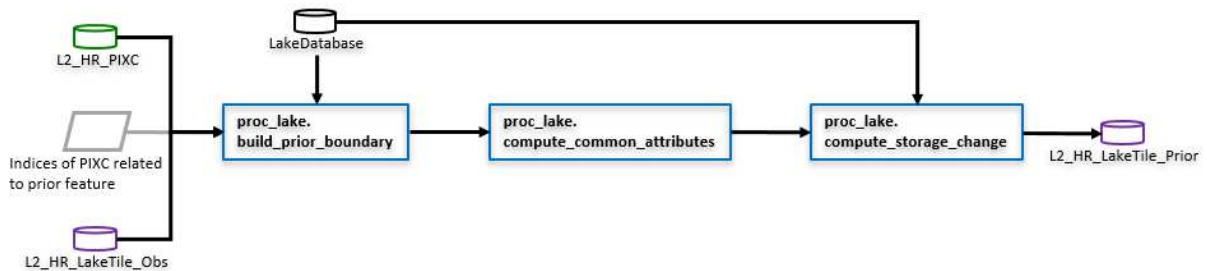 L2_HR_PIXC
LakeDatabase
Indices of PIXC related
to prior feature
proc_lake.
build_prior_boundary
proc_lake.
compute_common_attributes
proc_lake.
compute_storage_change
L2_HR_LakeTile_Prior
L2_HR_LakeTile_Obs